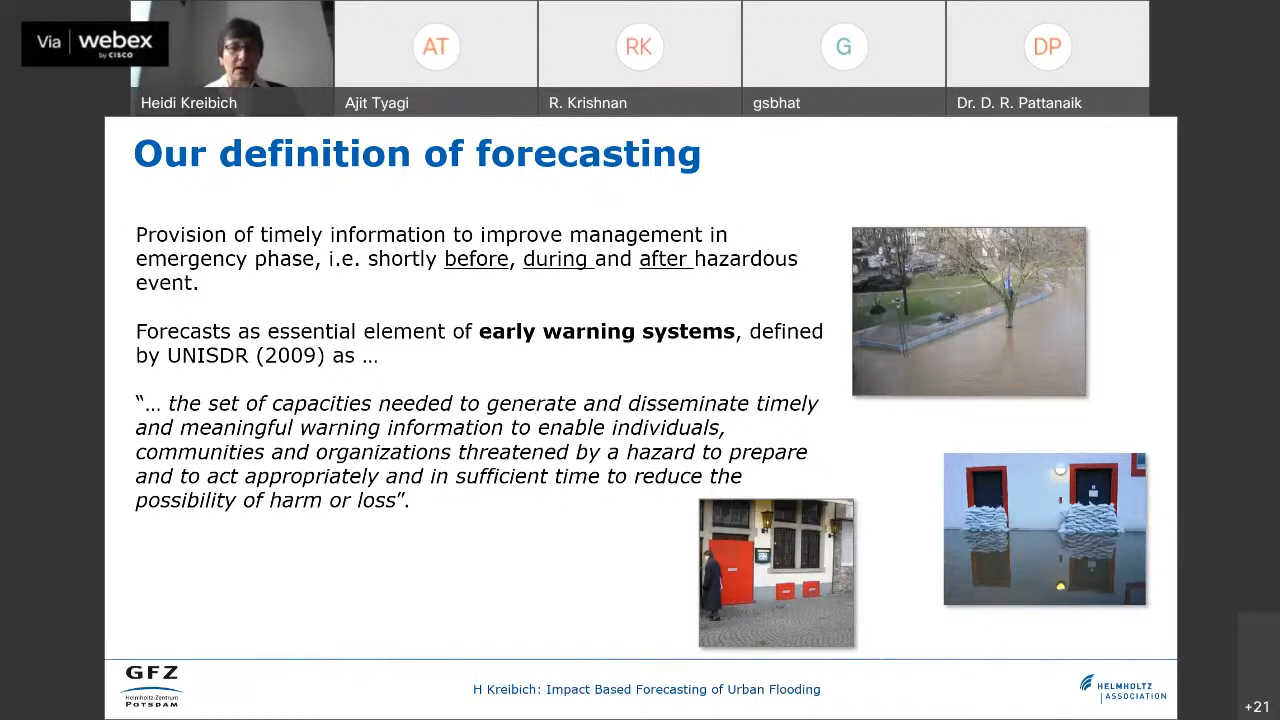 Via webex
by CISCO
AT
RK
G
DP
Heidi Kreibich
Ajit Tyagi
R. Krishnan
gsbhat
Dr. D. R. Pattanaik
Our definition of forecasting
Provision of timely information to improve management in
emergency phase, i.e. shortly before, during and after hazardous
event.
Forecasts as essential element of early warning systems, defined
by UNISDR (2009) as …
“… the set of capacities needed to generate and disseminate timely
and meaningful warning information to enable individuals,
communities and organizations threatened by a hazard to prepare
and to act appropriately and in sufficient time to reduce the
possibility of harm or loss”.
GFZ
Helmholtz-Zentrum
POTSDAM
H Kreibich: Impact Based Forecasting of Urban Flooding
HELMHOLTZ
ASSOCIATION
+21